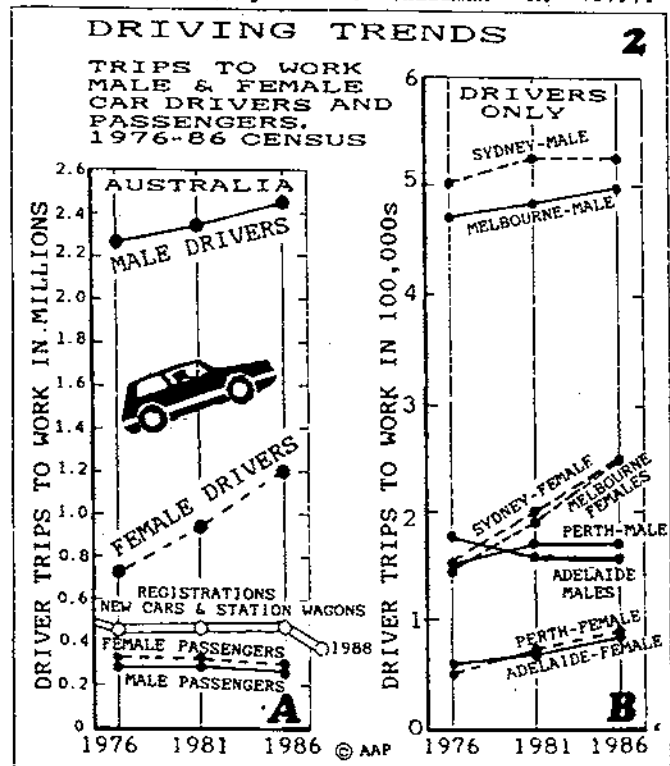 DRIVING TRENDS 2
TRIPS TO WORK
MALE & FEMALE
CAR DRIVERS AND
PASSENGERS.
1976-86 CENSUS
AUSTRALIA
DRIVER TRIPS TO WORK IN MILLIONS
2.6
2.4
2.2
2.0
1.8
1.6
1.4
1.2
1.0
0.8
0.6
0.4
0.2
0
MALE DRIVERS
FEMALE DRIVERS
REGISTRATIONS
NEW CARS & STATION WAGONS
1988
FEMALE PASSENGERS
MALE PASSENGERS
A
1976 1981 1986
© AAP
DRIVERS
ONLY
DRIVER TRIPS TO WORK IN 100,000s
6
5
4
3
2
1
0
SYDNEY-MALE
MELBOURNE-MALE
SYDNEY-FEMALE
MELBOURNE
FEMALES
PERTH-MALE
ADELAIDE
MALES
PERTH-FEMALE
ADELAIDE-FEMALE
B
1976 1981 1986